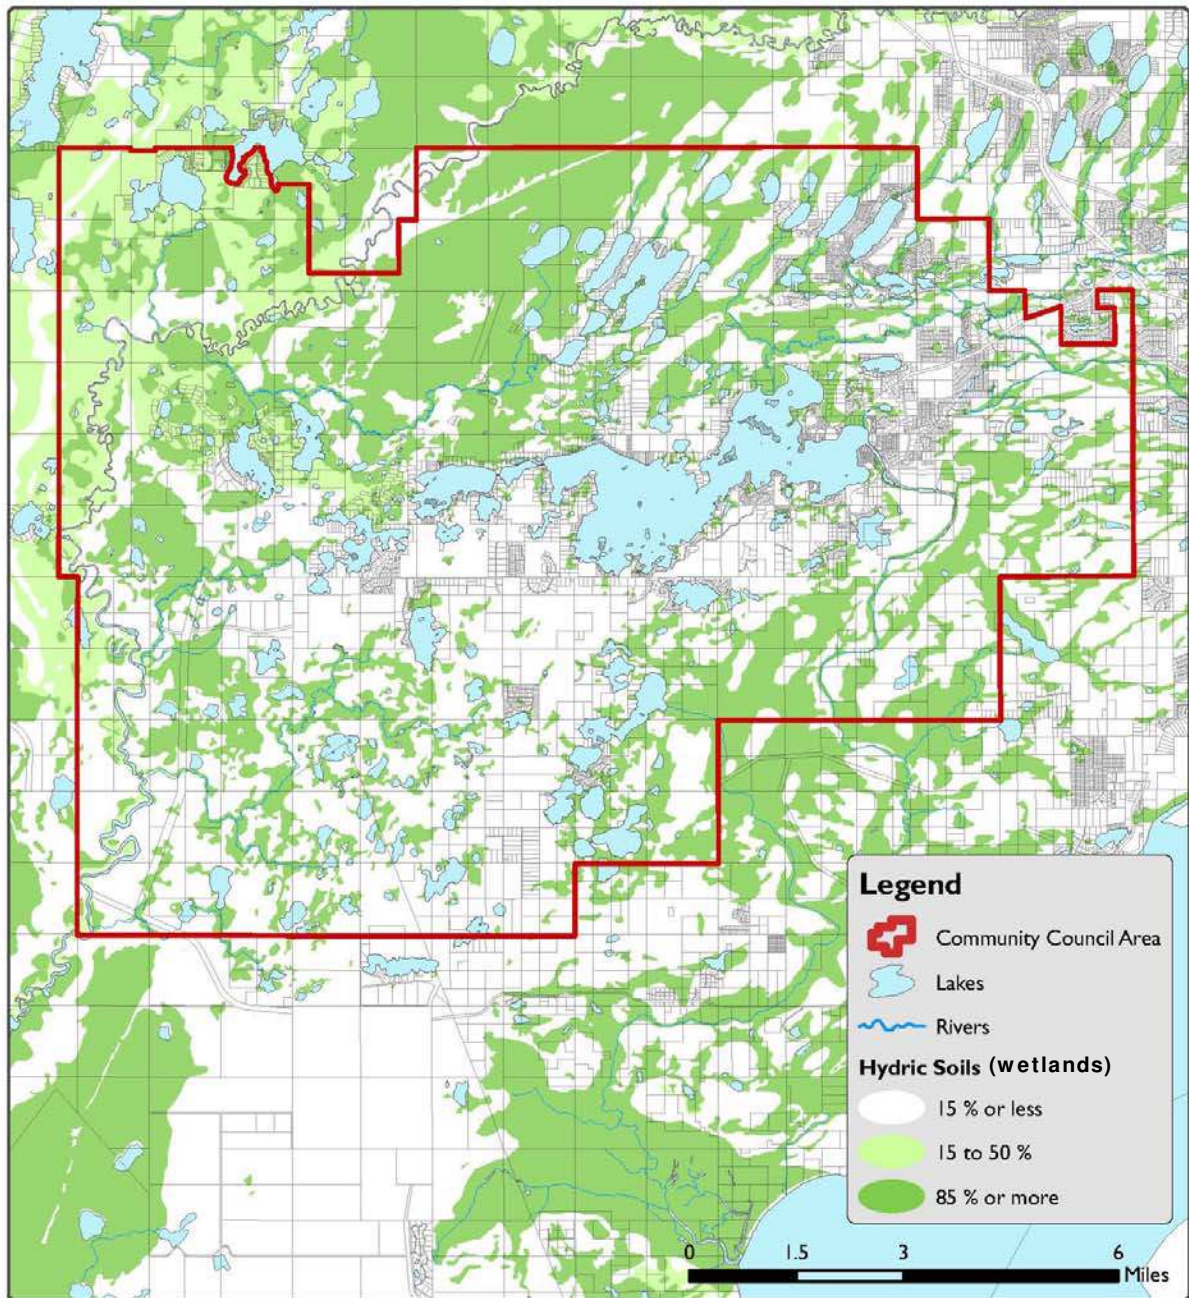 Legend
Community Council Area
Lakes
Rivers
Hydric Soils (wetlands)
15 % or less
15 to 50 %
85 % or more
0 1.5 3 6
Miles